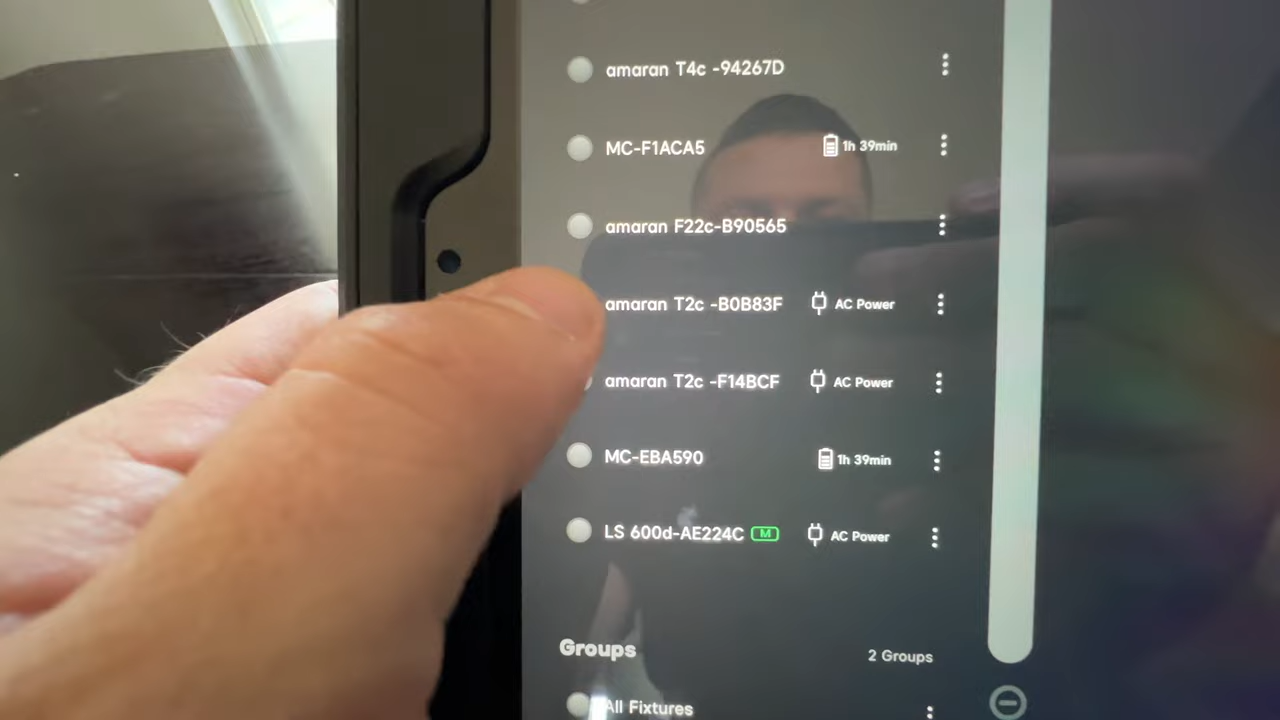 amaran T4c -94267D
MC-F1ACA5 1h 39min
amaran F22c-B90565
amaran T2c -B0B83F AC Power
amaran T2c -F14BCF AC Power
MC-EBA590 1h 39min
LS 600d-AE224C M AC Power
Groups 2 Groups
All Fixtures